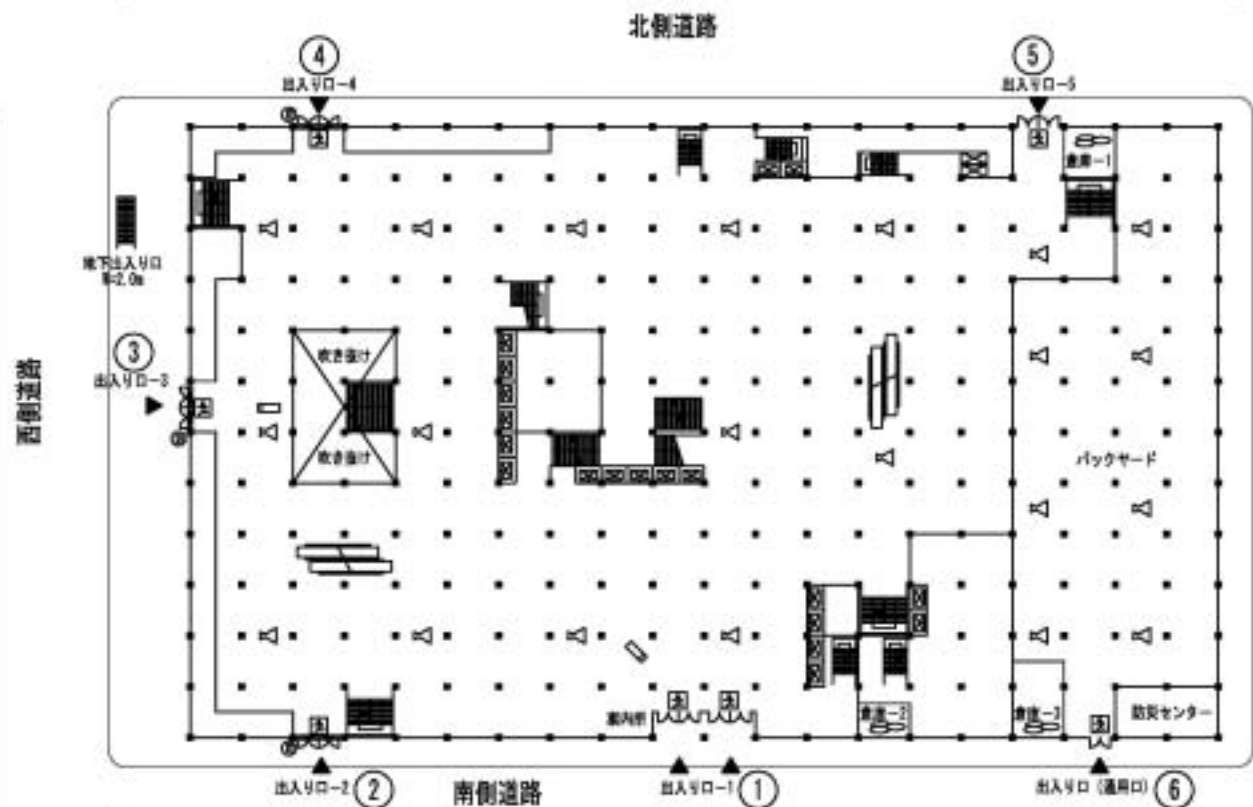 北側道路
④
⑤
出入り口-4
出入り口-5
倉庫-1
地下出入り口
W=2.0m
吹き抜け
③
出入り口-3
西側道路
吹き抜け
バックヤード
案内所
倉庫-2
倉庫-3
防災センター
出入り口-2 ②
南側道路
出入り口-1 ①
出入り口(通用口) ⑥